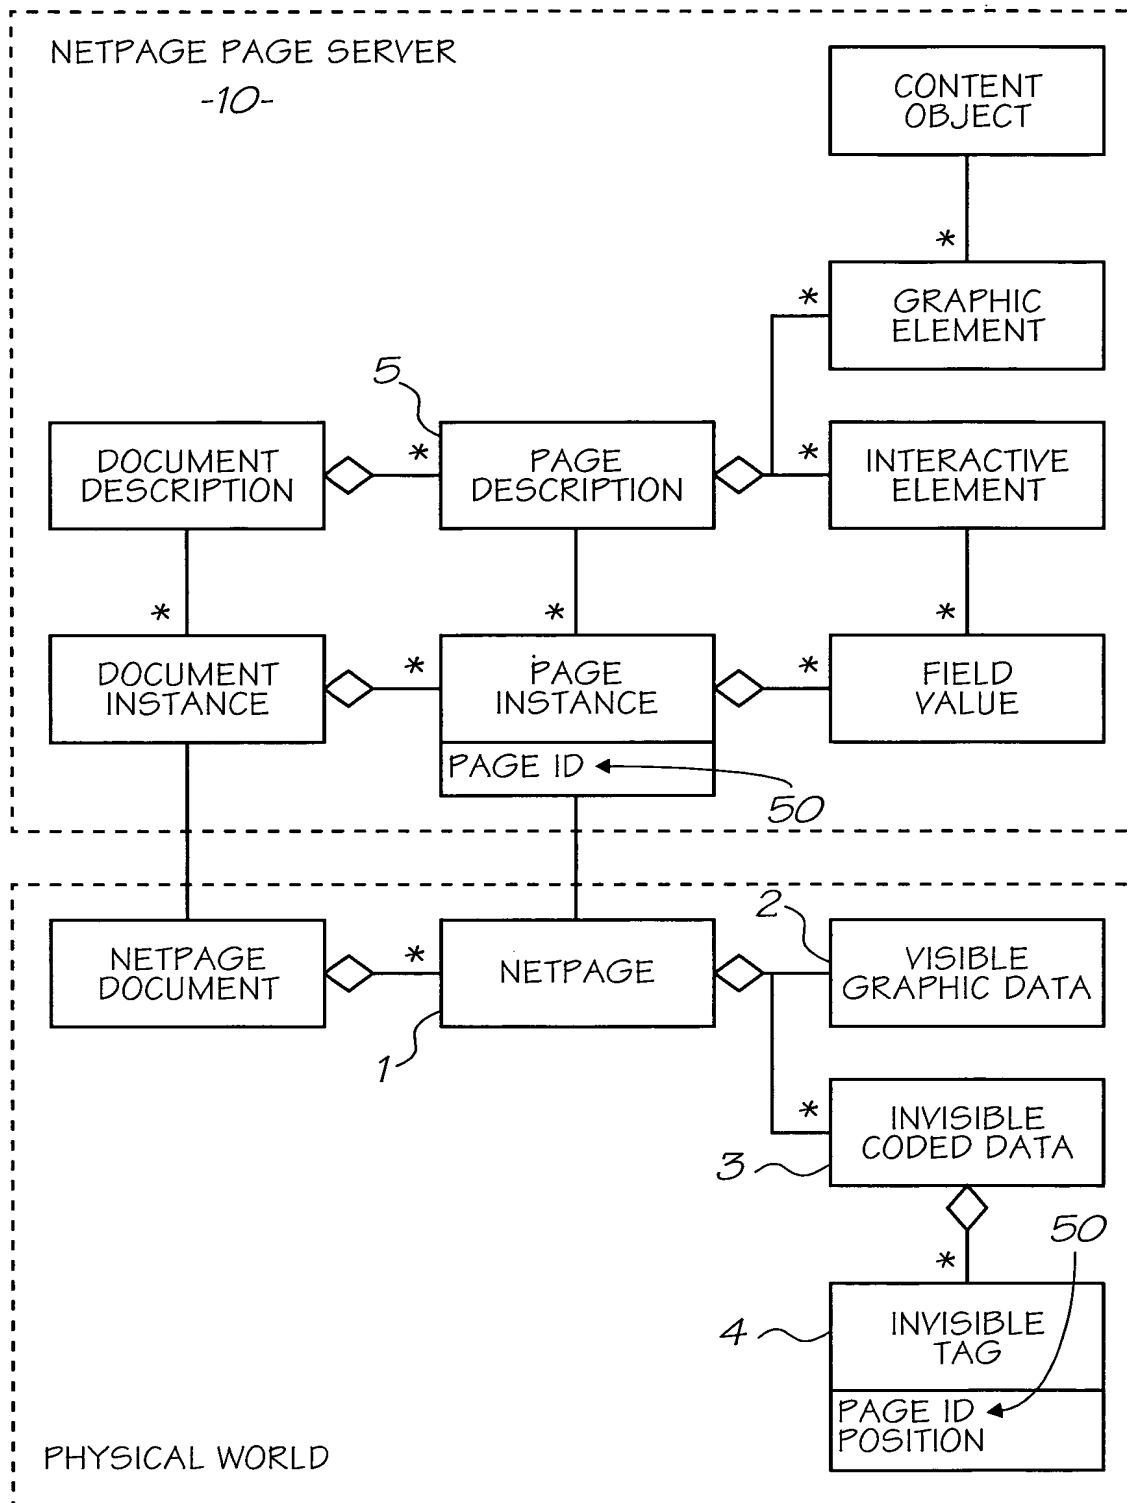 NETPAGE PAGE SERVER
-10-
CONTENT
OBJECT
*
*
GRAPHIC
ELEMENT
5
DOCUMENT
DESCRIPTION
*
PAGE
DESCRIPTION
*
INTERACTIVE
ELEMENT
*
*
*
DOCUMENT
INSTANCE
*
PAGE
INSTANCE
*
FIELD
VALUE
PAGE ID
50
NETPAGE
DOCUMENT
*
NETPAGE
2
VISIBLE
GRAPHIC DATA
1
*
INVISIBLE
CODED DATA
3
50
*
4
INVISIBLE
TAG
PAGE ID
POSITION
PHYSICAL WORLD